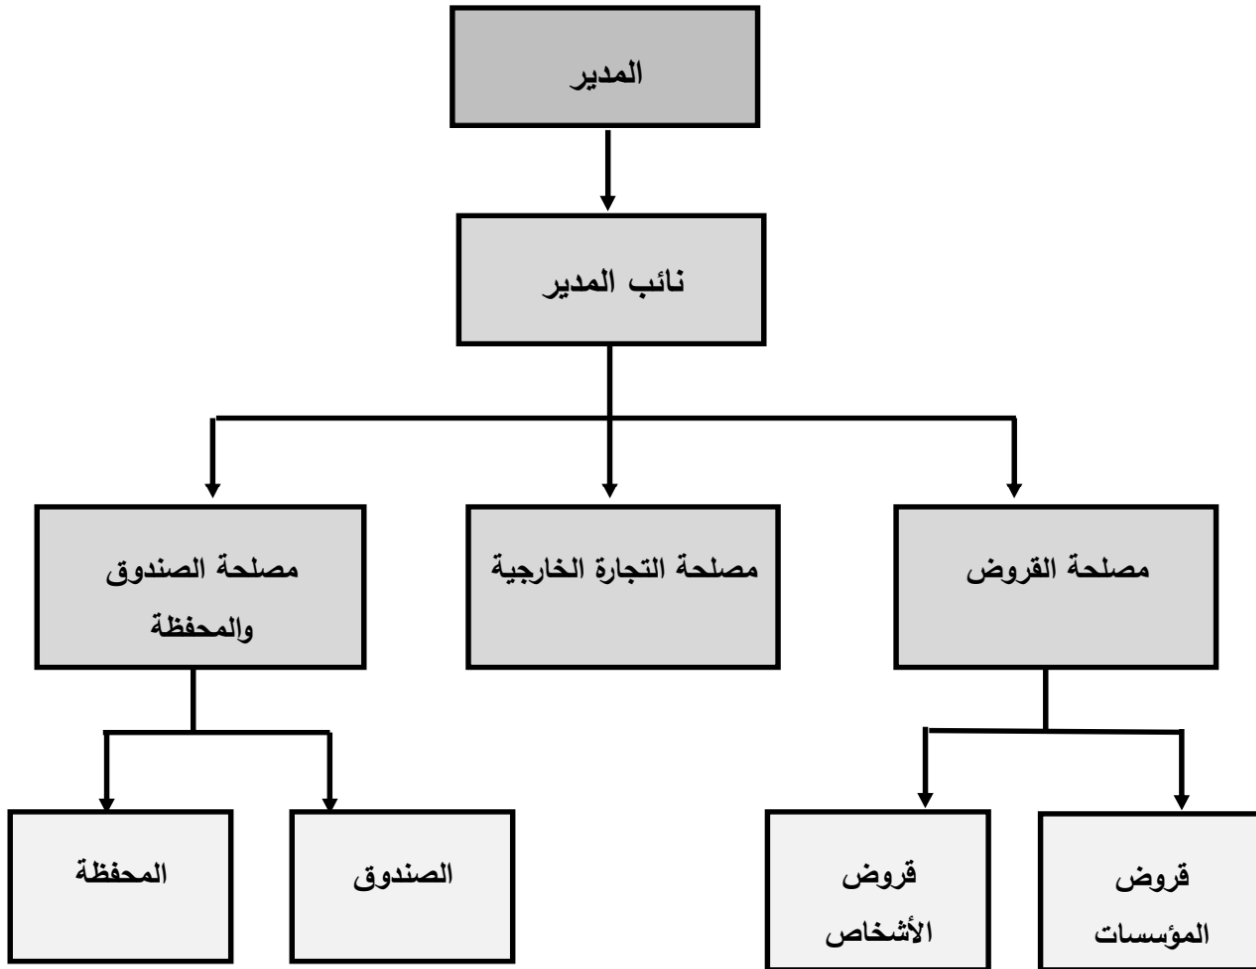 المدير
نائب المدير
مصلحة القروض
مصلحة التجارة الخارجية
مصلحة الصندوق
والمحفظة
قروض
المؤسسات
قروض
الأشخاص
الصندوق
المحفظة